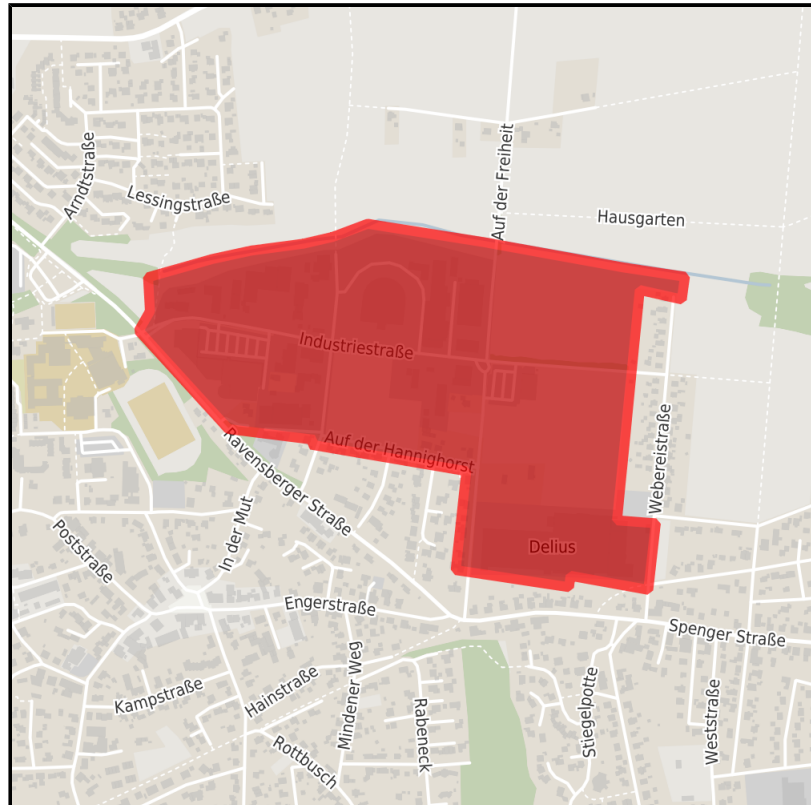 Arndtstraße
Lessingstraße
Auf der Freiheit
Hausgarten
Industriestraße
Auf der Hannighorst
Webereistraße
Ravensberger Straße
In der Mut
Poststraße
Delius
Engerstraße
Spenger Straße
Kampstraße
Hainstraße
Mindener Weg
Rabeneck
Stiegelpotte
Weststraße
Rottbusch